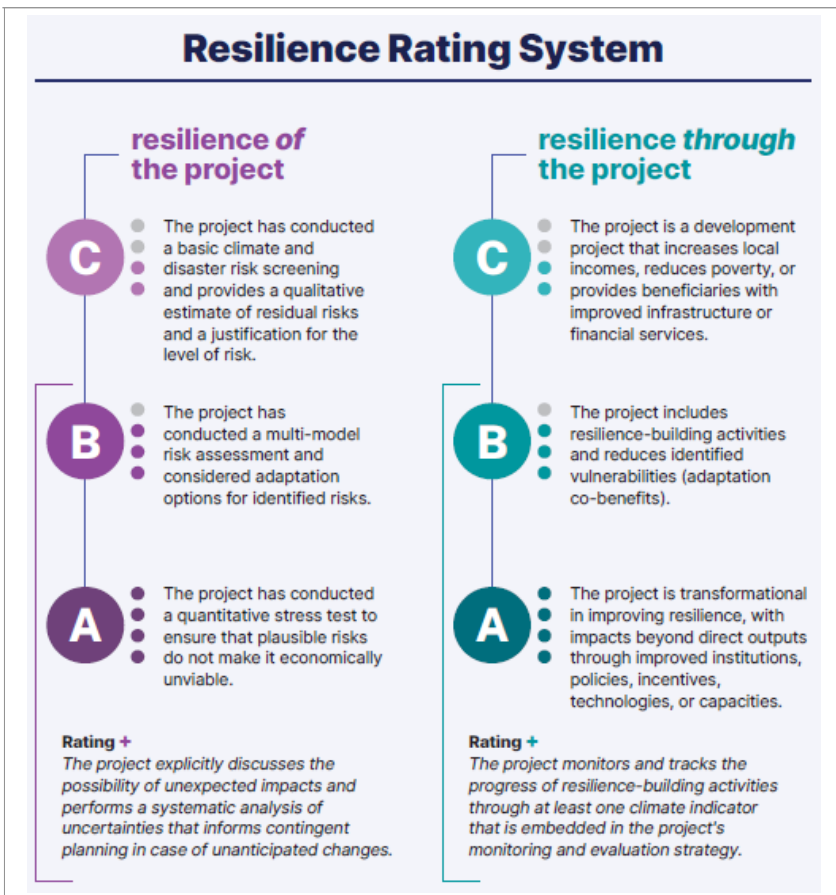 Resilience Rating System
resilience of
the project
C
The project has conducted
a basic climate and
disaster risk screening
and provides a qualitative
estimate of residual risks
and a justification for the
level of risk.
B
The project has
conducted a multi-model
risk assessment and
considered adaptation
options for identified risks.
A
The project has conducted
a quantitative stress test to
ensure that plausible risks
do not make it economically
unviable.
Rating +
The project explicitly discusses the
possibility of unexpected impacts and
performs a systematic analysis of
uncertainties that informs contingent
planning in case of unanticipated changes.
resilience through
the project
C
The project is a development
project that increases local
incomes, reduces poverty, or
provides beneficiaries with
improved infrastructure or
financial services.
B
The project includes
resilience-building activities
and reduces identified
vulnerabilities (adaptation
co-benefits).
A
The project is transformational
in improving resilience, with
impacts beyond direct outputs
through improved institutions,
policies, incentives,
technologies, or capacities.
Rating +
The project monitors and tracks the
progress of resilience-building activities
through at least one climate indicator
that is embedded in the project's
monitoring and evaluation strategy.